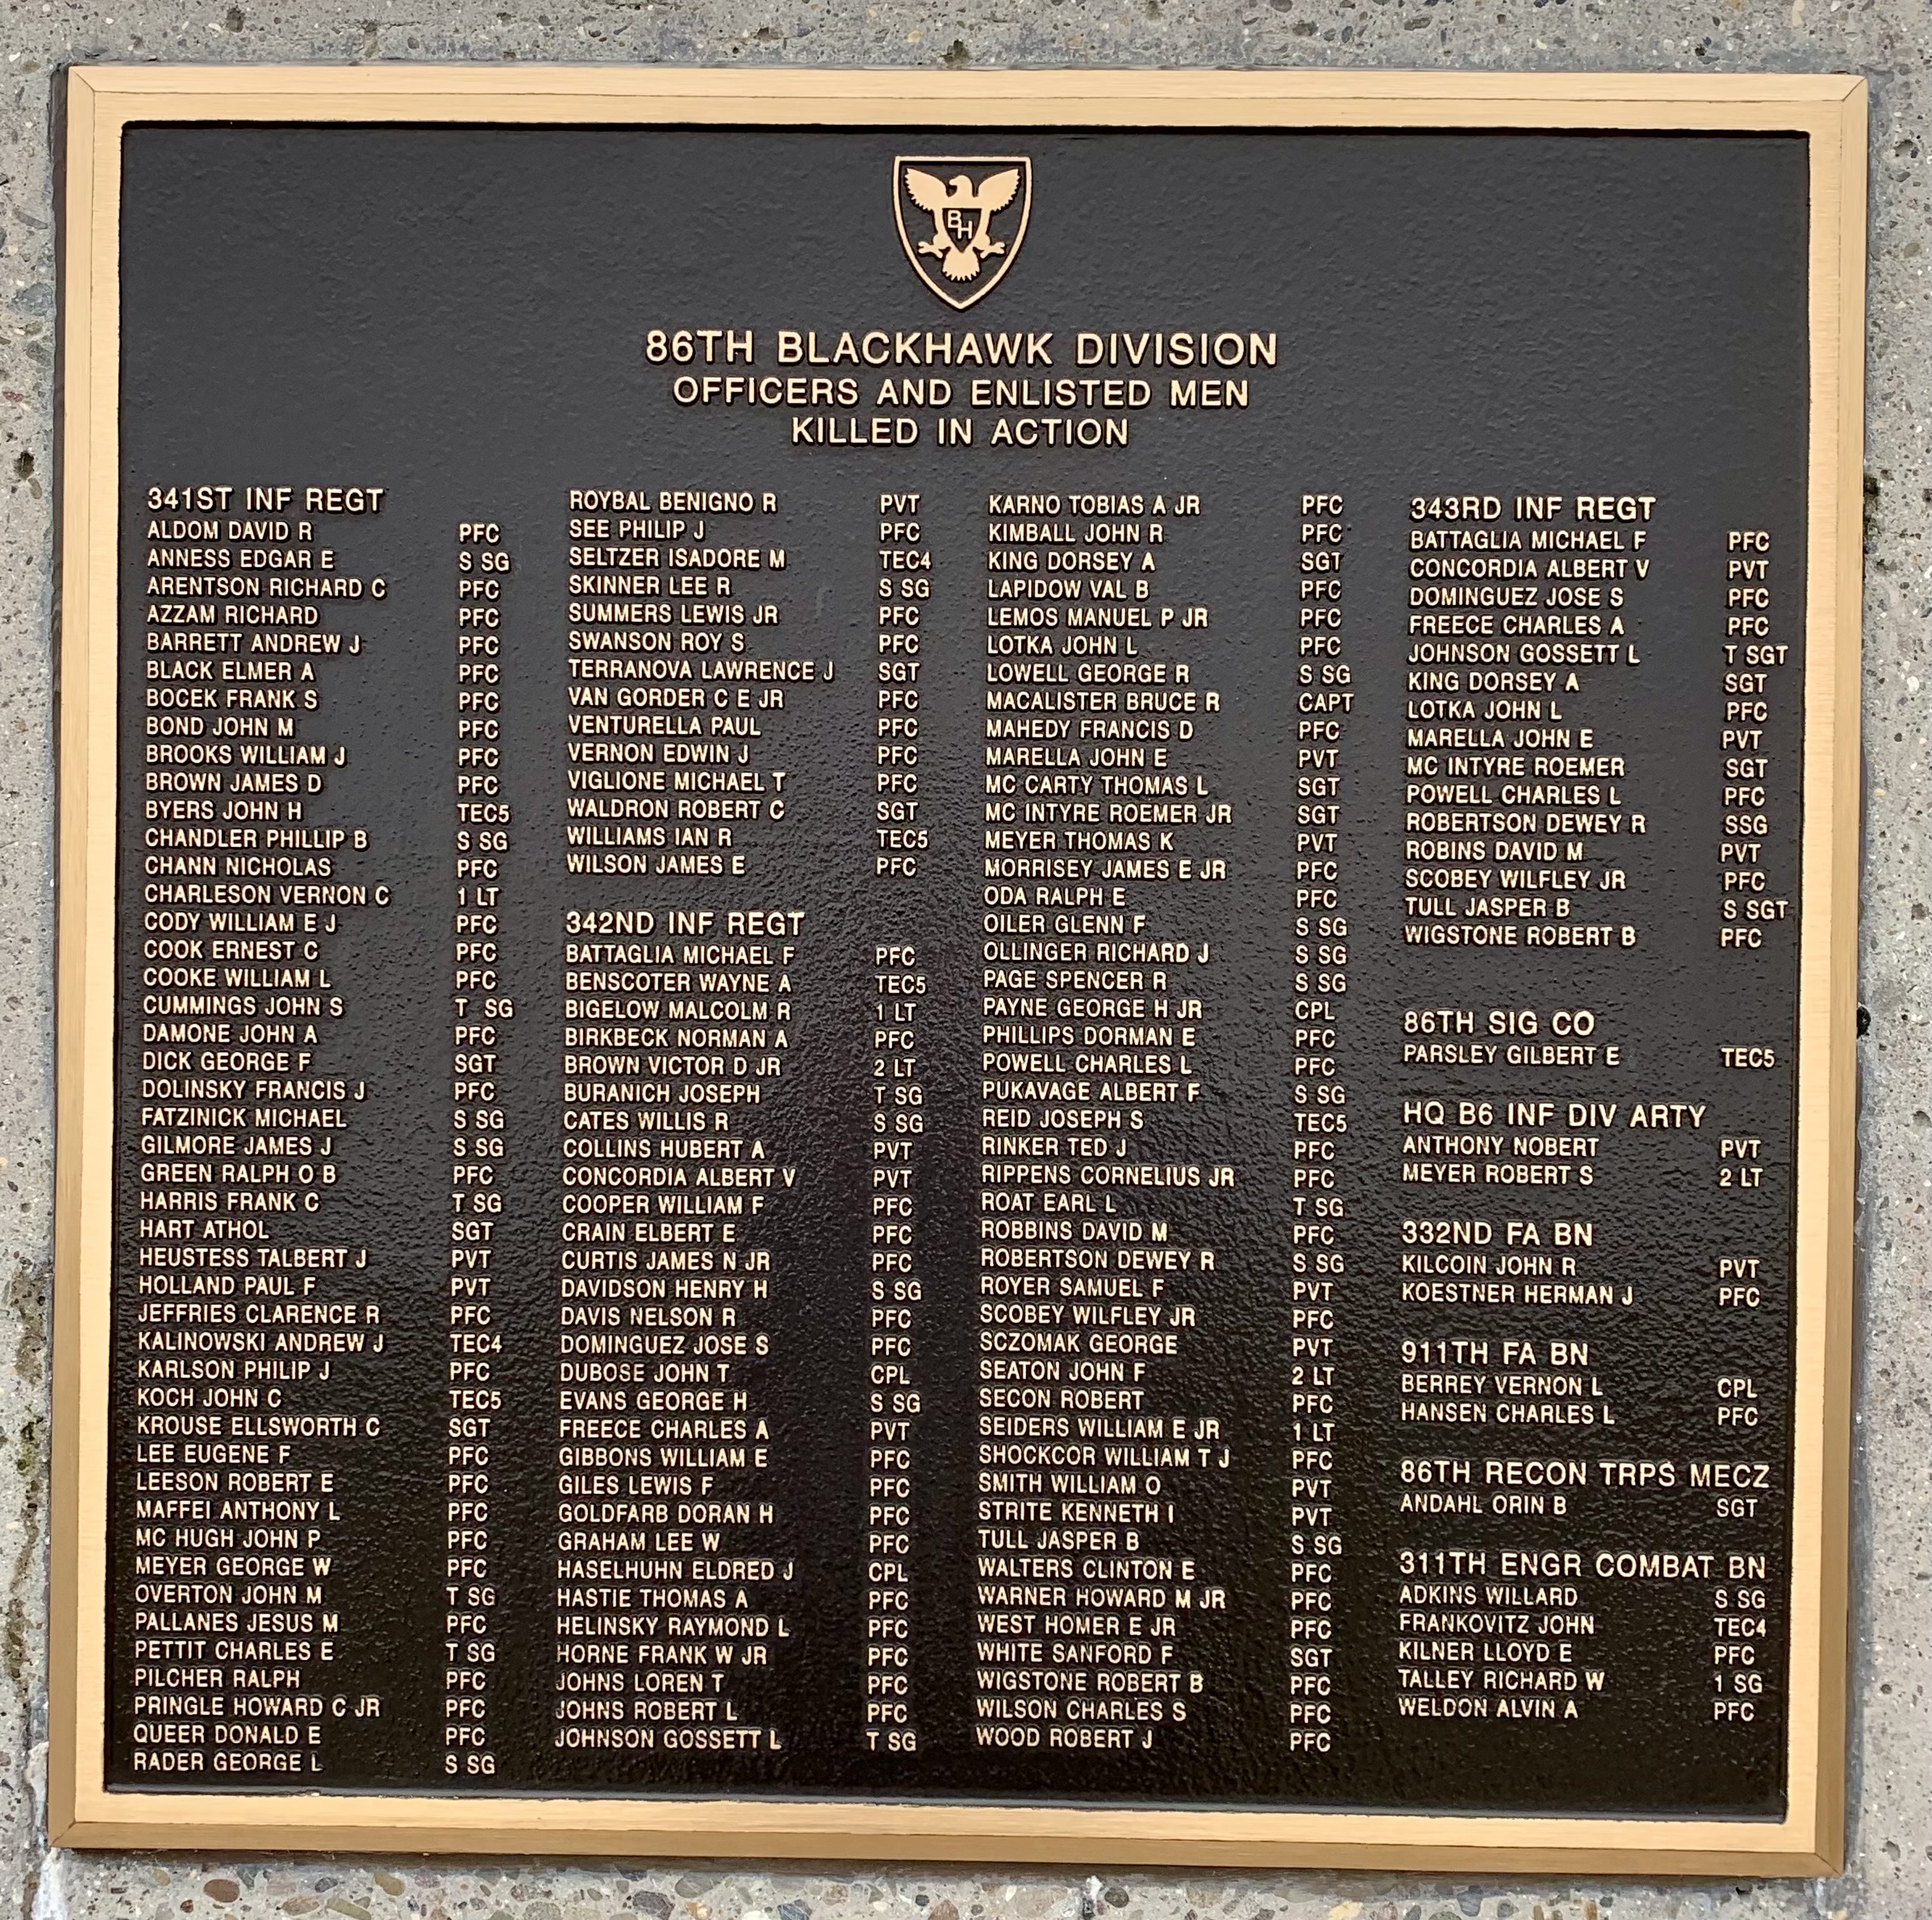 BH
86TH BLACKHAWK DIVISION
OFFICERS AND ENLISTED MEN
KILLED IN ACTION
341ST INF REGT
ALDOM DAVID R PFC
ANNESS EDGAR E S SG
ARENTSON RICHARD C PFC
AZZAM RICHARD PFC
BARRETT ANDREW J PFC
BLACK ELMER A PFC
BOCEK FRANK S PFC
BOND JOHN M PFC
BROOKS WILLIAM J PFC
BROWN JAMES D PFC
BYERS JOHN H TEC5
CHANDLER PHILLIP B S SG
CHANN NICHOLAS PFC
CHARLESON VERNON C 1 LT
CODY WILLIAM E J PFC
COOK ERNEST C PFC
COOKE WILLIAM L PFC
CUMMINGS JOHN S T SG
DAMONE JOHN A PFC
DICK GEORGE F SGT
DOLINSKY FRANCIS J PFC
FATZINICK MICHAEL S SG
GILMORE JAMES J S SG
GREEN RALPH O B PFC
HARRIS FRANK C T SG
HART ATHOL SGT
HEUSTESS TALBERT J PVT
HOLLAND PAUL F PVT
JEFFRIES CLARENCE R PFC
KALINOWSKI ANDREW J TEC4
KARLSON PHILIP J PFC
KOCH JOHN C TEC5
KROUSE ELLSWORTH C SGT
LEE EUGENE F PFC
LEESON ROBERT E PFC
MAFFEI ANTHONY L PFC
MC HUGH JOHN P PFC
MEYER GEORGE W PFC
OVERTON JOHN M T SG
PALLANES JESUS M PFC
PETTIT CHARLES E T SG
PILCHER RALPH PFC
PRINGLE HOWARD C JR PFC
QUEER DONALD E PFC
RADER GEORGE L S SG
ROYBAL BENIGNO R PVT
SEE PHILIP J PFC
SELTZER ISADORE M TEC4
SKINNER LEE R S SG
SUMMERS LEWIS JR PFC
SWANSON ROY S PFC
TERRANOVA LAWRENCE J SGT
VAN GORDER C E JR PFC
VENTURELLA PAUL PFC
VERNON EDWIN J PFC
VIGLIONE MICHAEL T PFC
WALDRON ROBERT C SGT
WILLIAMS IAN R TEC5
WILSON JAMES E PFC
342ND INF REGT
BATTAGLIA MICHAEL F PFC
BENSCOTER WAYNE A TEC5
BIGELOW MALCOLM R 1 LT
BIRKBECK NORMAN A PFC
BROWN VICTOR D JR 2 LT
BURANICH JOSEPH T SG
CATES WILLIS R S SG
COLLINS HUBERT A PVT
CONCORDIA ALBERT V PVT
COOPER WILLIAM F PFC
CRAIN ELBERT E PFC
CURTIS JAMES N JR PFC
DAVIDSON HENRY H S SG
DAVIS NELSON R PFC
DOMINGUEZ JOSE S PFC
DUBOSE JOHN T CPL
EVANS GEORGE H S SG
FREECE CHARLES A PVT
GIBBONS WILLIAM E PFC
GILES LEWIS F PFC
GOLDFARB DORAN H PFC
GRAHAM LEE W PFC
HASELHUHN ELDRED J CPL
HASTIE THOMAS A PFC
HELINSKY RAYMOND L PFC
HORNE FRANK W JR PFC
JOHNS LOREN T PFC
JOHNS ROBERT L PFC
JOHNSON GOSSETT L T SG
KARNO TOBIAS A JR PFC
KIMBALL JOHN R PFC
KING DORSEY A SGT
LAPIDOW VAL B PFC
LEMOS MANUEL P JR PFC
LOTKA JOHN L PFC
LOWELL GEORGE R S SG
MACALISTER BRUCE R CAPT
MAHEDY FRANCIS D PFC
MARELLA JOHN E PVT
MC CARTY THOMAS L SGT
MC INTYRE ROEMER JR SGT
MEYER THOMAS K PVT
MORRISEY JAMES E JR PFC
ODA RALPH E PFC
OILER GLENN F S SG
OLLINGER RICHARD J S SG
PAGE SPENCER R S SG
PAYNE GEORGE H JR CPL
PHILLIPS DORMAN E PFC
POWELL CHARLES L PFC
PUKAVAGE ALBERT F S SG
REID JOSEPH S TEC5
RINKER TED J PFC
RIPPENS CORNELIUS JR PFC
ROAT EARL L T SG
ROBBINS DAVID M PFC
ROBERTSON DEWEY R S SG
ROYER SAMUEL F PVT
SCOBEY WILFLEY JR PFC
SCZOMAK GEORGE PVT
SEATON JOHN F 2 LT
SECON ROBERT PFC
SEIDERS WILLIAM E JR 1 LT
SHOCKCOR WILLIAM T J PFC
SMITH WILLIAM O PVT
STRITE KENNETH I PVT
TULL JASPER B S SG
WALTERS CLINTON E PFC
WARNER HOWARD M JR PFC
WEST HOMER E JR PFC
WHITE SANFORD F SGT
WIGSTONE ROBERT B PFC
WILSON CHARLES S PFC
WOOD ROBERT J PFC
343RD INF REGT
BATTAGLIA MICHAEL F PFC
CONCORDIA ALBERT V PVT
DOMINGUEZ JOSE S PFC
FREECE CHARLES A PFC
JOHNSON GOSSETT L T SGT
KING DORSEY A SGT
LOTKA JOHN L PFC
MARELLA JOHN E PVT
MC INTYRE ROEMER SGT
POWELL CHARLES L PFC
ROBERTSON DEWEY R SSG
ROBINS DAVID M PVT
SCOBEY WILFLEY JR PFC
TULL JASPER B S SGT
WIGSTONE ROBERT B PFC
86TH SIG CO
PARSLEY GILBERT E TEC5
HQ B6 INF DIV ARTY
ANTHONY NOBERT PVT
MEYER ROBERT S 2 LT
332ND FA BN
KILCOIN JOHN R PVT
KOESTNER HERMAN J PFC
911TH FA BN
BERREY VERNON L CPL
HANSEN CHARLES L PFC
86TH RECON TRPS MECZ
ANDAHL ORIN B SGT
311TH ENGR COMBAT BN
ADKINS WILLARD S SG
FRANKOVITZ JOHN TEC4
KILNER LLOYD E PFC
TALLEY RICHARD W 1 SG
WELDON ALVIN A PFC